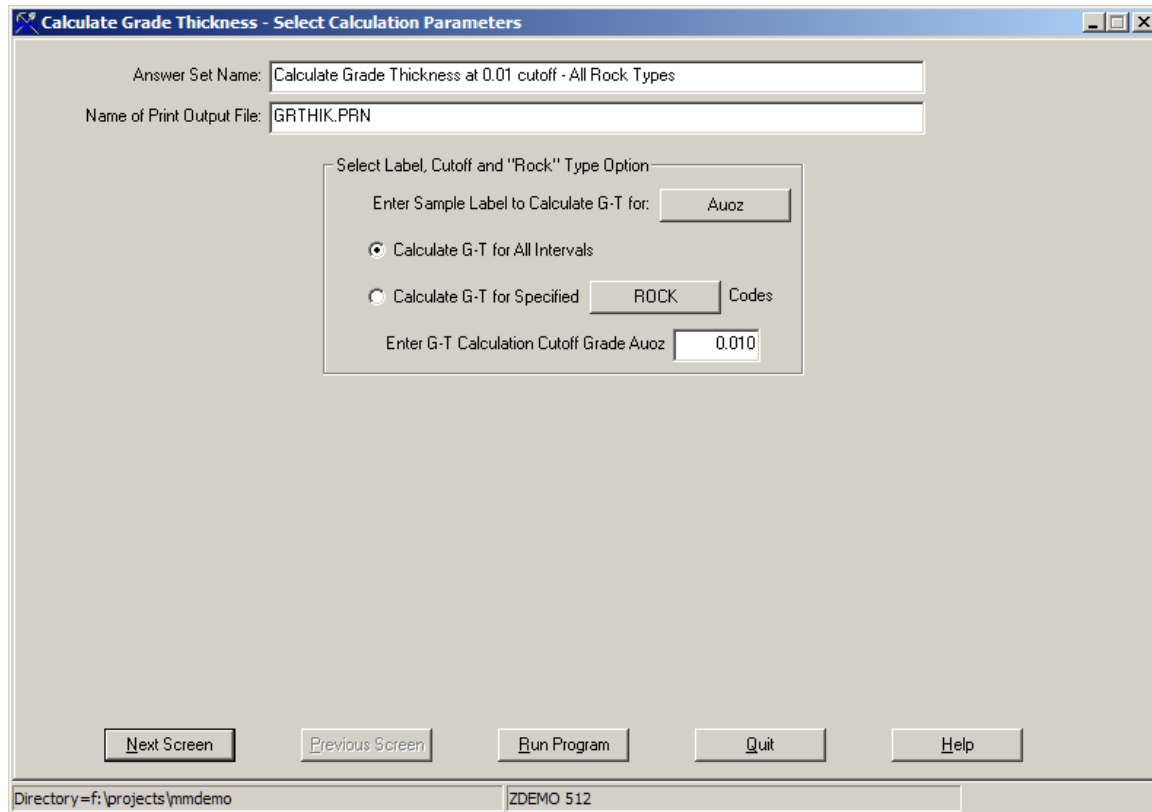 Calculate Grade Thickness - Select Calculation Parameters
Answer Set Name: Calculate Grade Thickness at 0.01 cutoff - All Rock Types
Name of Print Output File: GRTHIK.PRN
Select Label, Cutoff and "Rock" Type Option
Enter Sample Label to Calculate G-T for: Auoz
Calculate G-T for All Intervals
Calculate G-T for Specified ROCK Codes
Enter G-T Calculation Cutoff Grade Auoz 0.010
Next Screen Previous Screen Run Program Quit Help
Directory=f:\projects\mmdemo ZDEMO 512